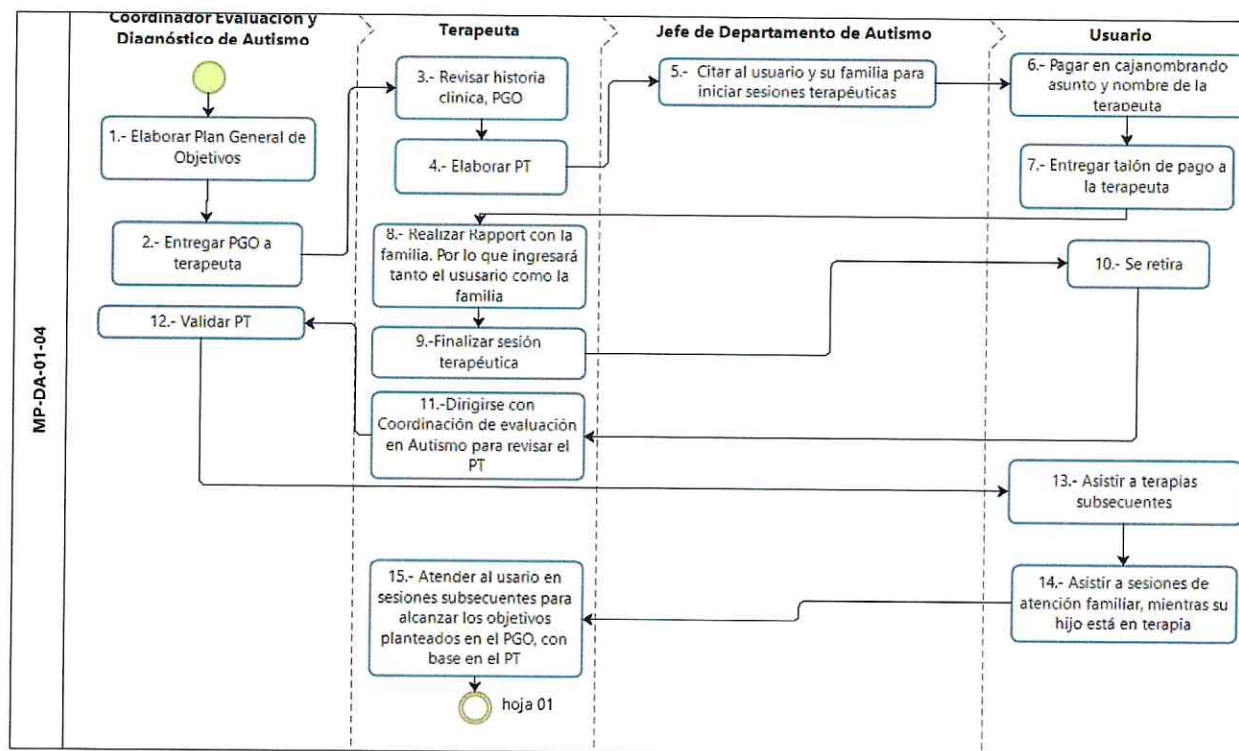 MP-DA-01-04
Coordinador Evaluación y
Diagnóstico de Autismo
Terapeuta
Jefe de Departamento de Autismo
Usuario
1.- Elaborar Plan General de
Objetivos
2.- Entregar PGO a
terapeuta
3.- Revisar historia
clínica, PGO
4.- Elaborar PT
5.- Citar al usuario y su familia para
iniciar sesiones terapéuticas
6.- Pagar en cajanombrando
asunto y nombre de la
terapeuta
7.- Entregar talón de pago a
la terapeuta
8.- Realizar Rapport con la
familia. Por lo que ingresará
tanto el ususario como la
familia
9.-Finalizar sesión
terapéutica
10.- Se retira
11.-Dirigirse con
Coordinación de evaluación
en Autismo para revisar el
PT
12.- Validar PT
13.- Asistir a terapias
subsecuentes
14.- Asistir a sesiones de
atención familiar, mientras su
hijo está en terapia
15.- Atender al usario en
sesiones subsecuentes para
alcanzar los objetivos
planteados en el PGO, con
base en el PT
hoja 01